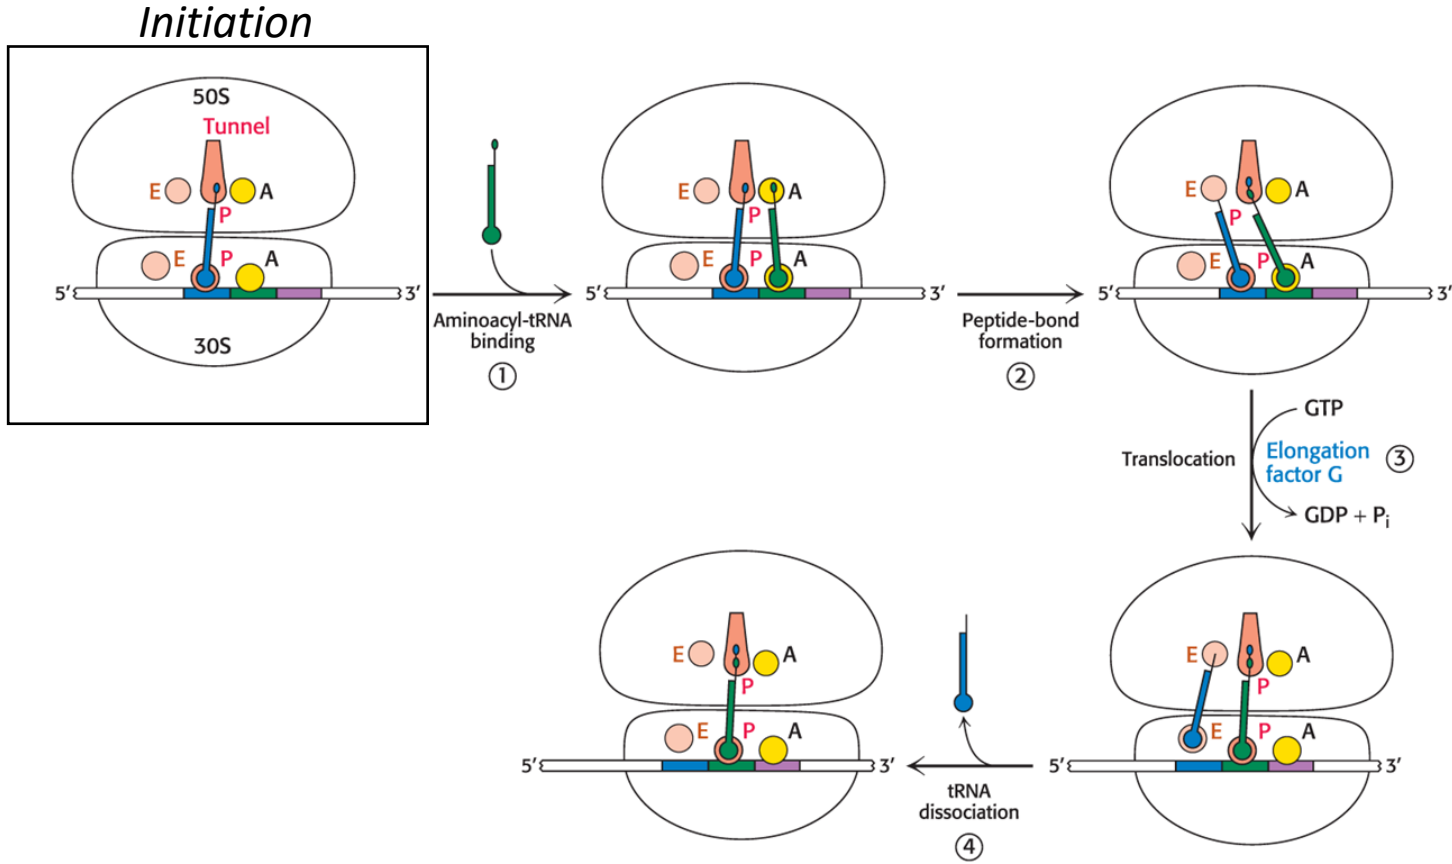 Initiation
50S
Tunnel
E A
P
E P A
5′ 3′
30S
Aminoacyl-tRNA
binding
1
E A
P
E P A
5′ 3′
Peptide-bond
formation
2
E A
P
E P A
5′ 3′
GTP
Translocation
Elongation
factor G
3
GDP + Pi
E A
P
E P A
5′ 3′
tRNA
dissociation
4
E A
P
E P A
5′ 3′